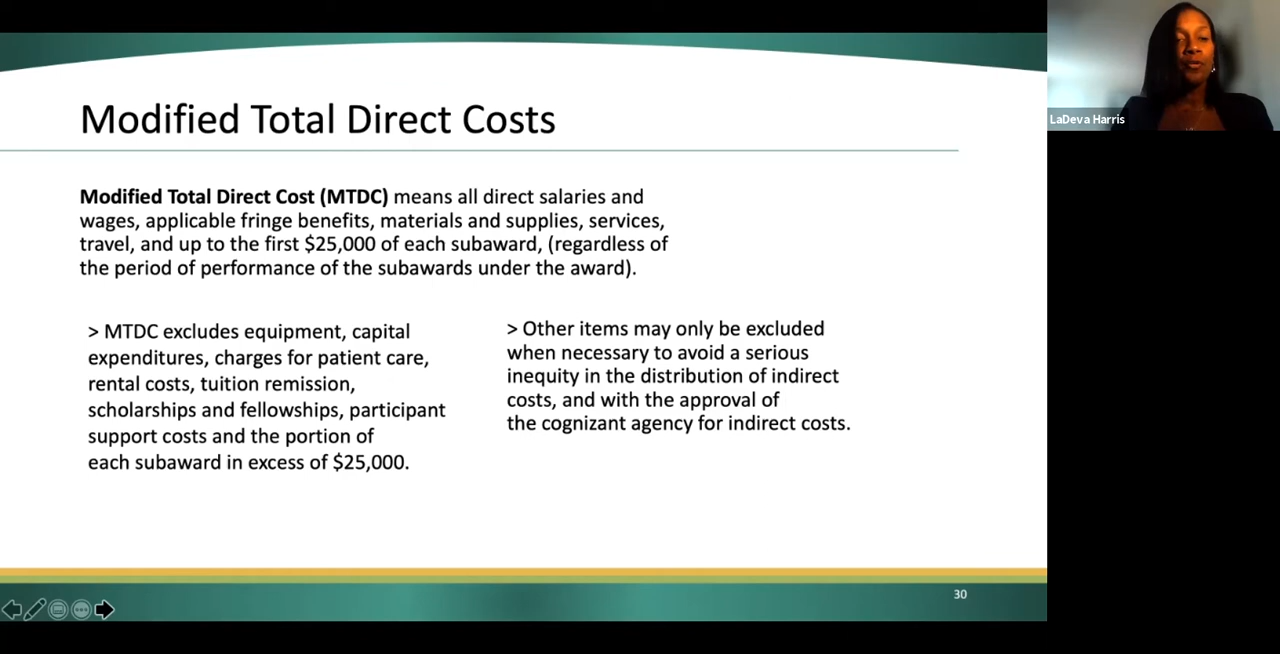 Modified Total Direct Costs
LaDeva Harris
Modified Total Direct Cost (MTDC) means all direct salaries and
wages, applicable fringe benefits, materials and supplies, services,
travel, and up to the first $25,000 of each subaward, (regardless of
the period of performance of the subawards under the award).
> MTDC excludes equipment, capital
expenditures, charges for patient care,
rental costs, tuition remission,
scholarships and fellowships, participant
support costs and the portion of
each subaward in excess of $25,000.
> Other items may only be excluded
when necessary to avoid a serious
inequity in the distribution of indirect
costs, and with the approval of
the cognizant agency for indirect costs.
30